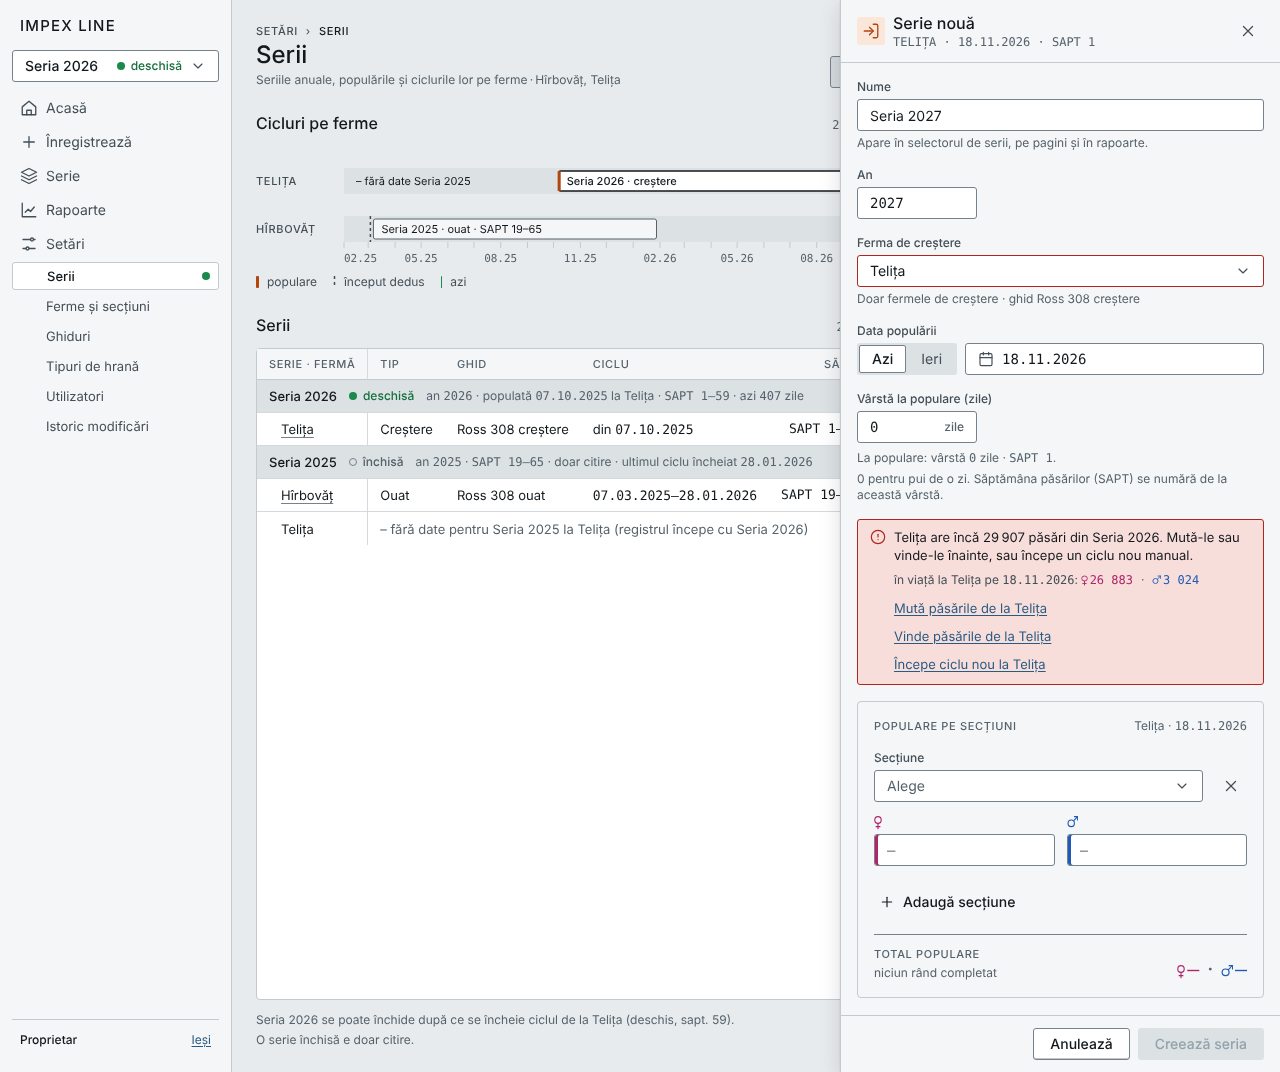 IMPEX LINE
Seria 2026 deschisă
Acasă
Înregistrează
Serie
Rapoarte
Setări
Serii
Ferme și secțiuni
Ghiduri
Tipuri de hrană
Utilizatori
Istoric modificări
Proprietar Ieși
SETĂRI › SERII
Serii
Seriile anuale, populările și ciclurile lor pe ferme · Hîrbovăț, Telița
Cicluri pe ferme
TELIȚA – fără date Seria 2025 Seria 2026 · creștere
HÎRBOVĂȚ Seria 2025 · ouat · SAPT 19–65
02.25 05.25 08.25 11.25 02.26 05.26 08.26
populare început dedus azi
Serii
SERIE · FERMĂ TIP GHID CICLU
Seria 2026 deschisă an 2026 · populată 07.10.2025 la Telița · SAPT 1–59 · azi 407 zile
Telița Creștere Ross 308 creștere din 07.10.2025 SAPT 1–
Seria 2025 închisă an 2025 · SAPT 19–65 · doar citire · ultimul ciclu încheiat 28.01.2026
Hîrbovăț Ouat Ross 308 ouat 07.03.2025–28.01.2026 SAPT 19–
Telița – fără date pentru Seria 2025 la Telița (registrul începe cu Seria 2026)
Seria 2026 se poate închide după ce se încheie ciclul de la Telița (deschis, sapt. 59).
O serie închisă e doar citire.
Serie nouă
TELIȚA · 18.11.2026 · SAPT 1
Nume
Seria 2027
Apare în selectorul de serii, pe pagini și în rapoarte.
An
2027
Ferma de creștere
Telița
Doar fermele de creștere · ghid Ross 308 creștere
Data populării
Azi Ieri 18.11.2026
Vârstă la populare (zile)
0 zile
La populare: vârstă 0 zile · SAPT 1.
0 pentru pui de o zi. Săptămâna păsărilor (SAPT) se numără de la
această vârstă.
Telița are încă 29 907 păsări din Seria 2026. Mută-le sau
vinde-le înainte, sau începe un ciclu nou manual.
în viață la Telița pe 18.11.2026: ♀26 883 · ♂3 024
Mută păsările de la Telița
Vinde păsările de la Telița
Începe ciclu nou la Telița
POPULARE PE SECȚIUNI Telița · 18.11.2026
Secțiune
Alege
♀ ♂
– –
Adaugă secțiune
TOTAL POPULARE
niciun rând completat ♀— · ♂—
Anulează Creează seria